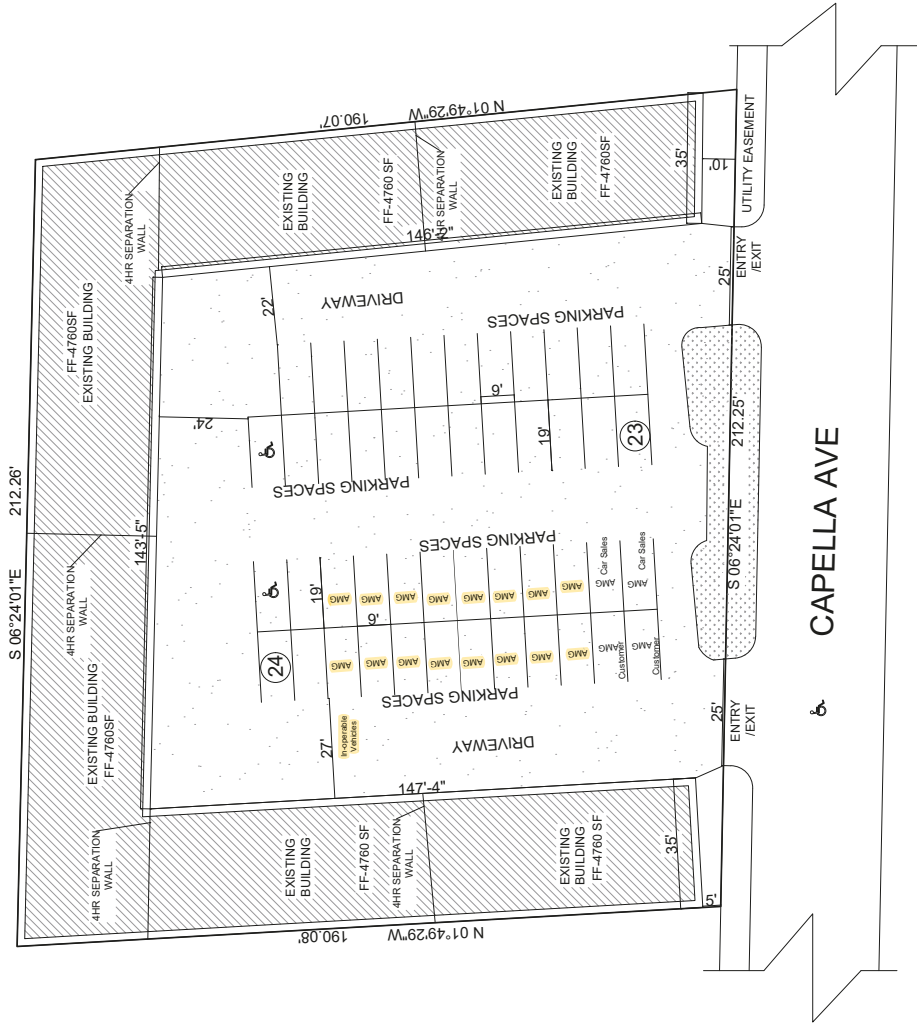 S 06°24'01"E 212.26'
N 01°49'29"W
190.07'
FF-4760SF
EXISTING BUILDING
4HR SEPARATION
WALL
EXISTING
BUILDING
FF-4760 SF
HR SEPARATION
WALL
EXISTING
BUILDING
FF-4760SF
35'
10'
UTILITY EASEMENT
146'-2"
22'
DRIVEWAY
PARKING SPACES
25'
ENTRY
/EXIT
24'
9'
19'
23
PARKING SPACES
143'-5"
4HR SEPARATION
WALL
EXISTING BUILDING
FF-4760SF
PARKING SPACES
19'
9'
24
AMG
AMG
AMG
AMG
AMG
AMG
AMG
AMG
AMG Car Sales
AMG Car Sales
AMG
AMG
AMG
AMG
AMG
AMG
AMG
AMG
AMG
Customer
AMG
Customer
PARKING SPACES
27'
In-operable
Vehicles
DRIVEWAY
S 06°24'01"E 212.25'
CAPELLA AVE
25'
ENTRY
/EXIT
147'-4"
4HR SEPARATION
WALL
EXISTING
BUILDING
FF-4760 SF
4HR SEPARATION
WALL
EXISTING
BUILDING
FF-4760 SF
35'
5'
N 01°49'29"W
190.08'